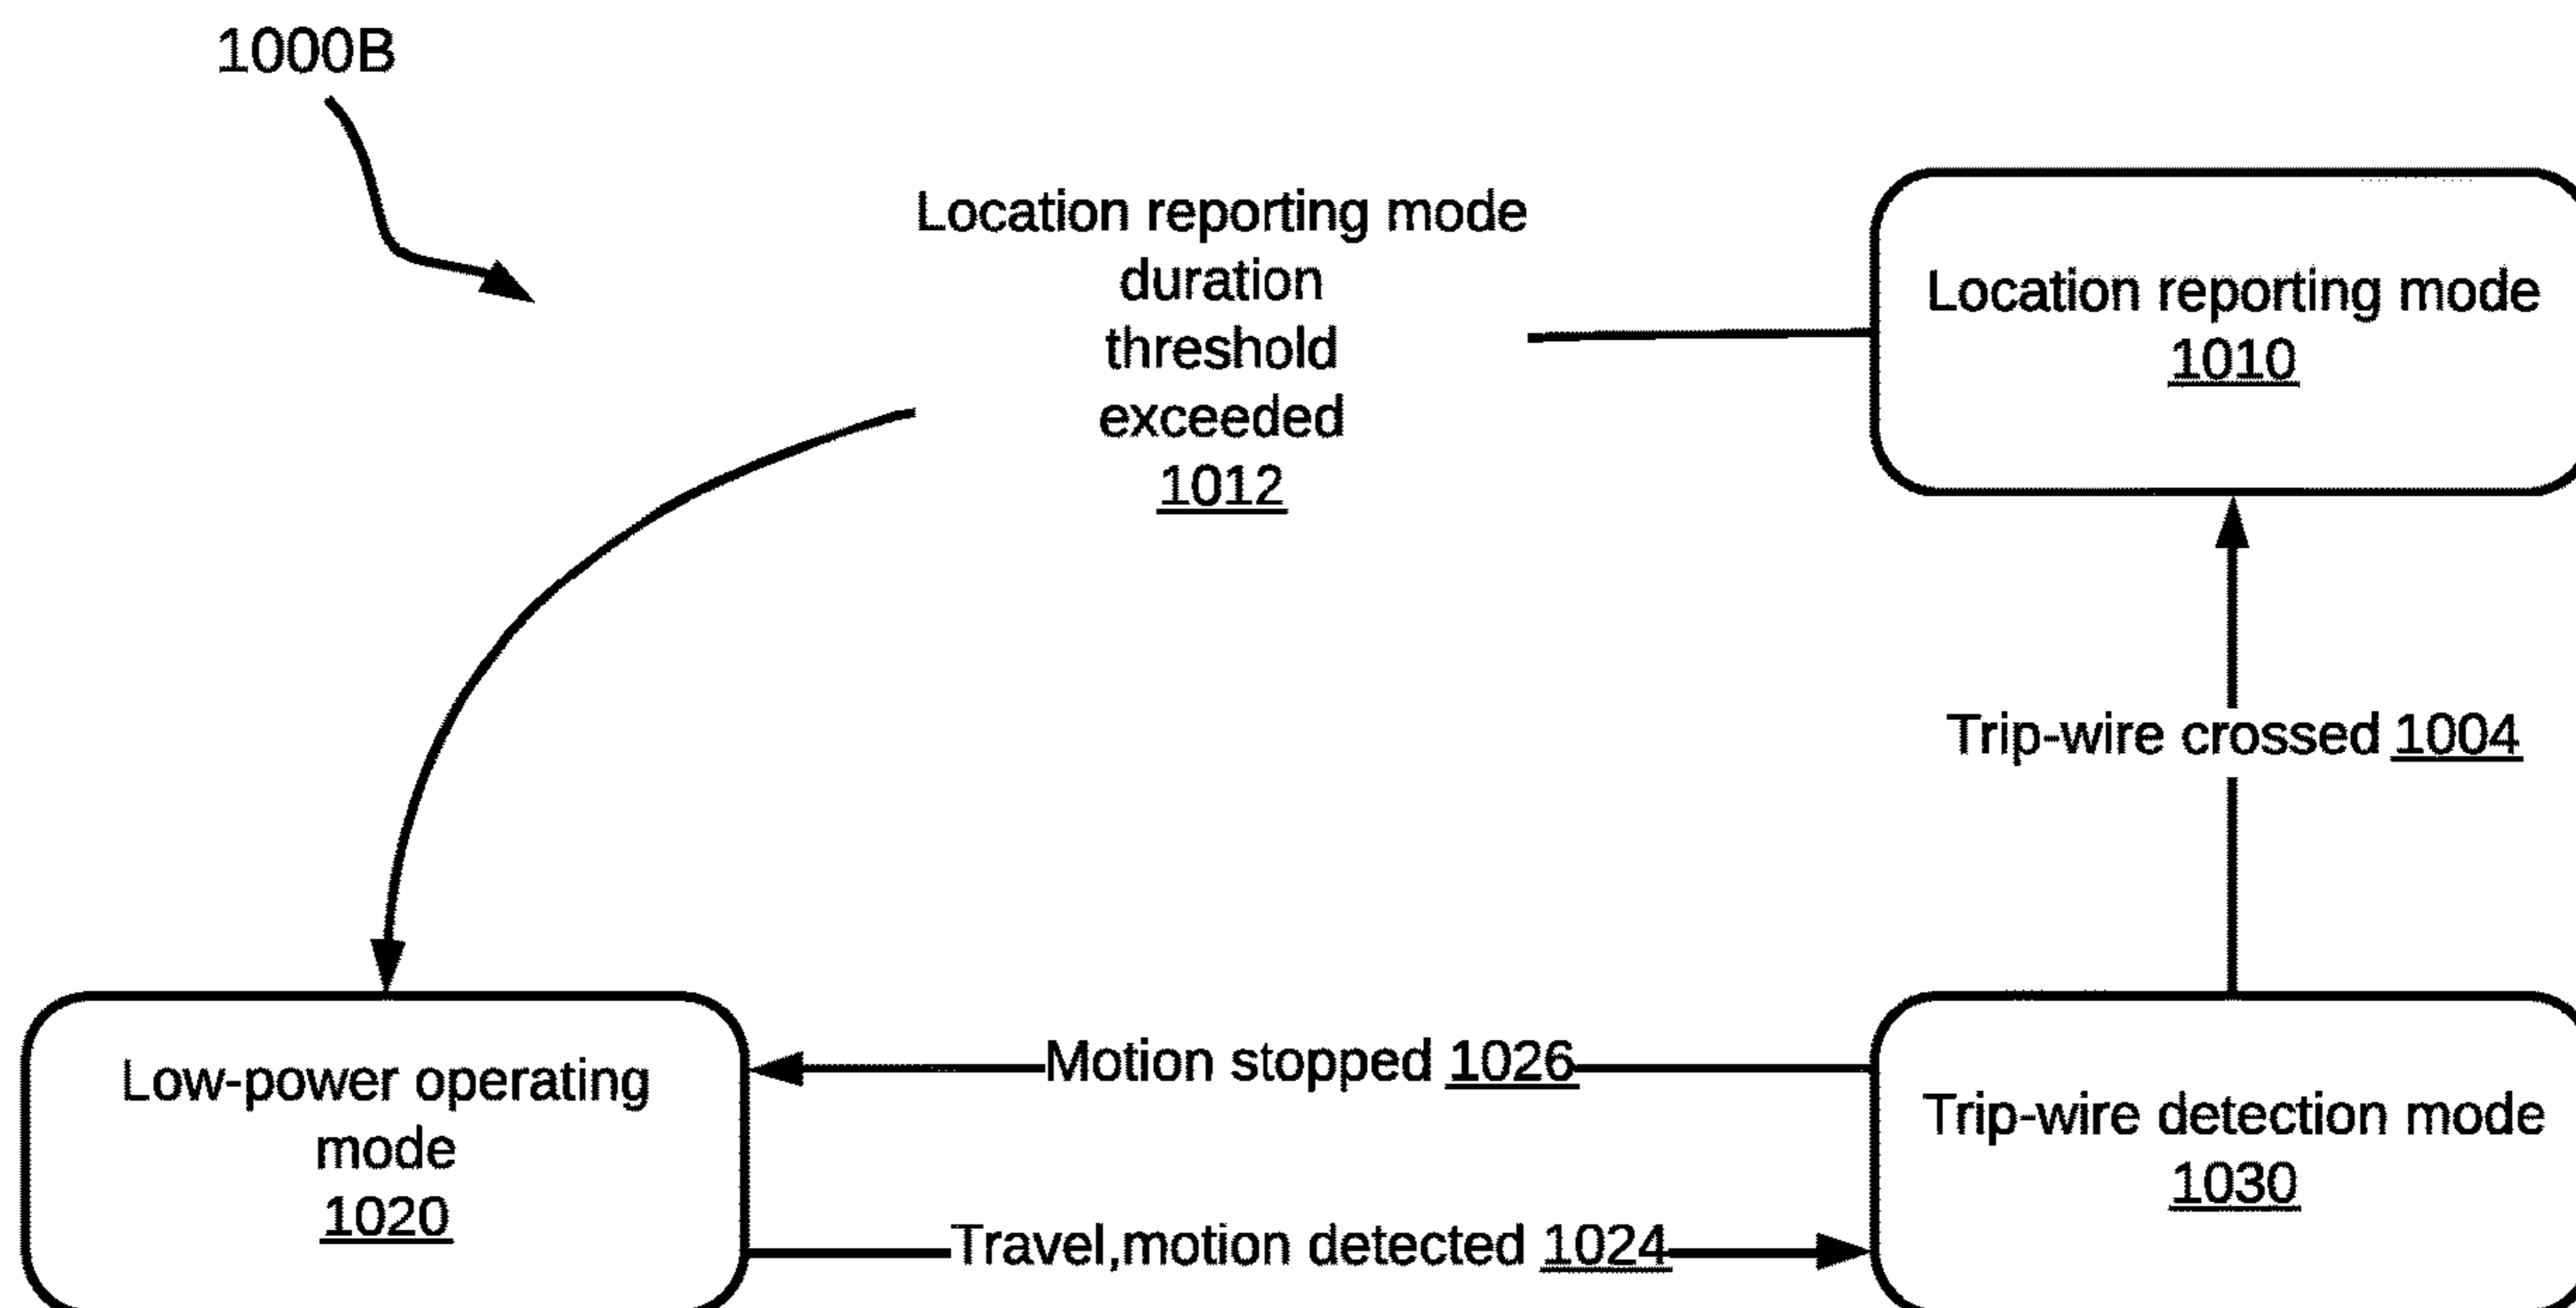 1000B
Location reporting mode
duration
threshold
exceeded
1012
Location reporting mode
1010
Trip-wire crossed 1004
Motion stopped 1026
Low-power operating
mode
1020
Trip-wire detection mode
1030
Travel,motion detected 1024